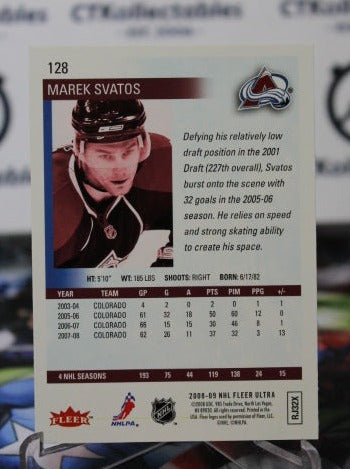 128
MAREK SVATOS
Defying his relatively low
draft position in the 2001
Draft (227th overall), Svatos
burst onto the scene with
32 goals in the 2005-06
season. He relies on speed
and strong skating ability
to create his space.
HT: 5'10" WT: 185 LBS SHOOTS: RIGHT BORN: 6/17/82
YEAR TEAM GP G A PTS PIM PPG +/-
2003-04 COLORADO 4 2 0 2 0 1 1
2005-06 COLORADO 61 32 18 50 60 12 0
2006-07 COLORADO 66 15 15 30 46 8 1
2007-08 COLORADO 62 26 11 37 32 3 13
4 NHL SEASONS 193 75 44 119 138 24 15
2008-09 NHL FLEER ULTRA
FLEER
NHLPA
NHL
RJ32X